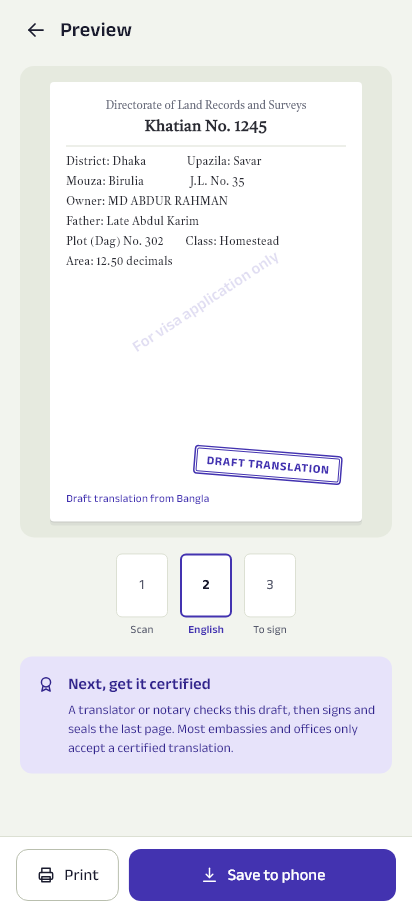 Preview
Directorate of Land Records and Surveys
Khatian No. 1245
District: Dhaka Upazila: Savar
Mouza: Birulia J.L. No. 35
Owner: MD ABDUR RAHMAN
Father: Late Abdul Karim
Plot (Dag) No. 302 Class: Homestead
Area: 12.50 decimals
For visa application only
DRAFT TRANSLATION
Draft translation from Bangla
1 2 3
Scan English To sign
Next, get it certified
A translator or notary checks this draft, then signs and
seals the last page. Most embassies and offices only
accept a certified translation.
Print Save to phone